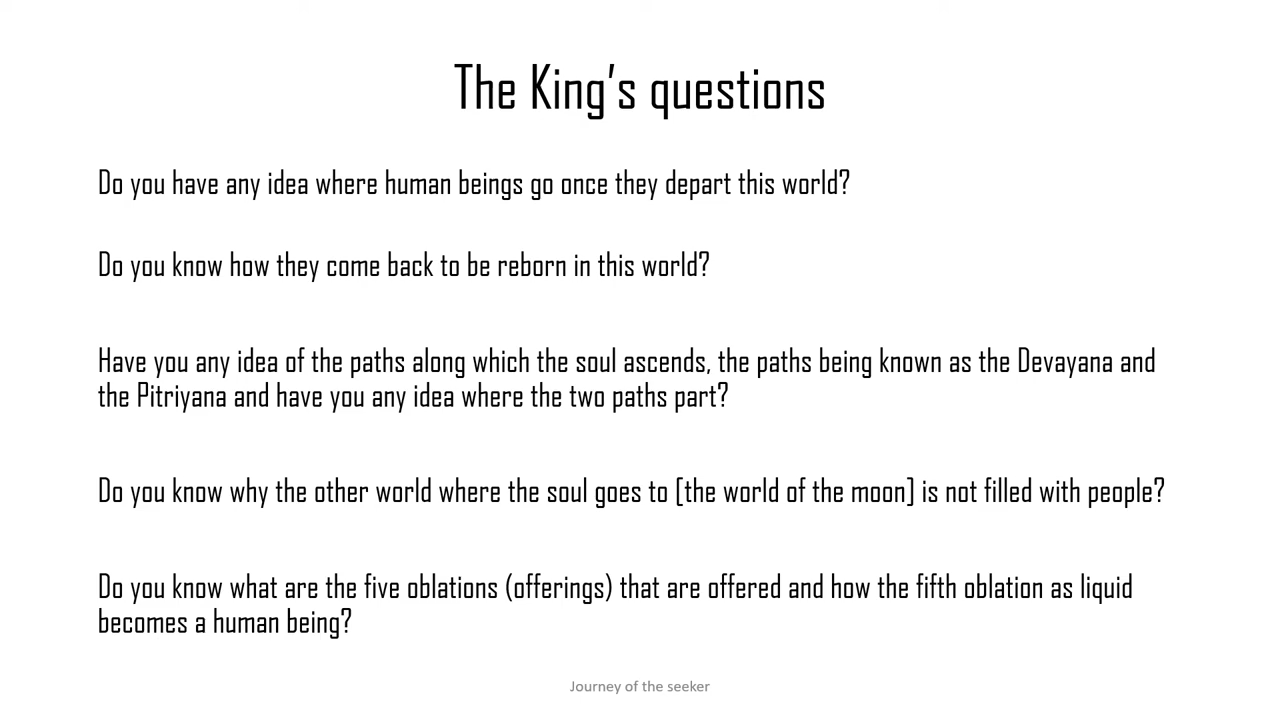 The King's questions
Do you have any idea where human beings go once they depart this world?
Do you know how they come back to be reborn in this world?
Have you any idea of the paths along which the soul ascends, the paths being known as the Devayana and
the Pitriyana and have you any idea where the two paths part?
Do you know why the other world where the soul goes to [the world of the moon] is not filled with people?
Do you know what are the five oblations (offerings) that are offered and how the fifth oblation as liquid
becomes a human being?
Journey of the seeker